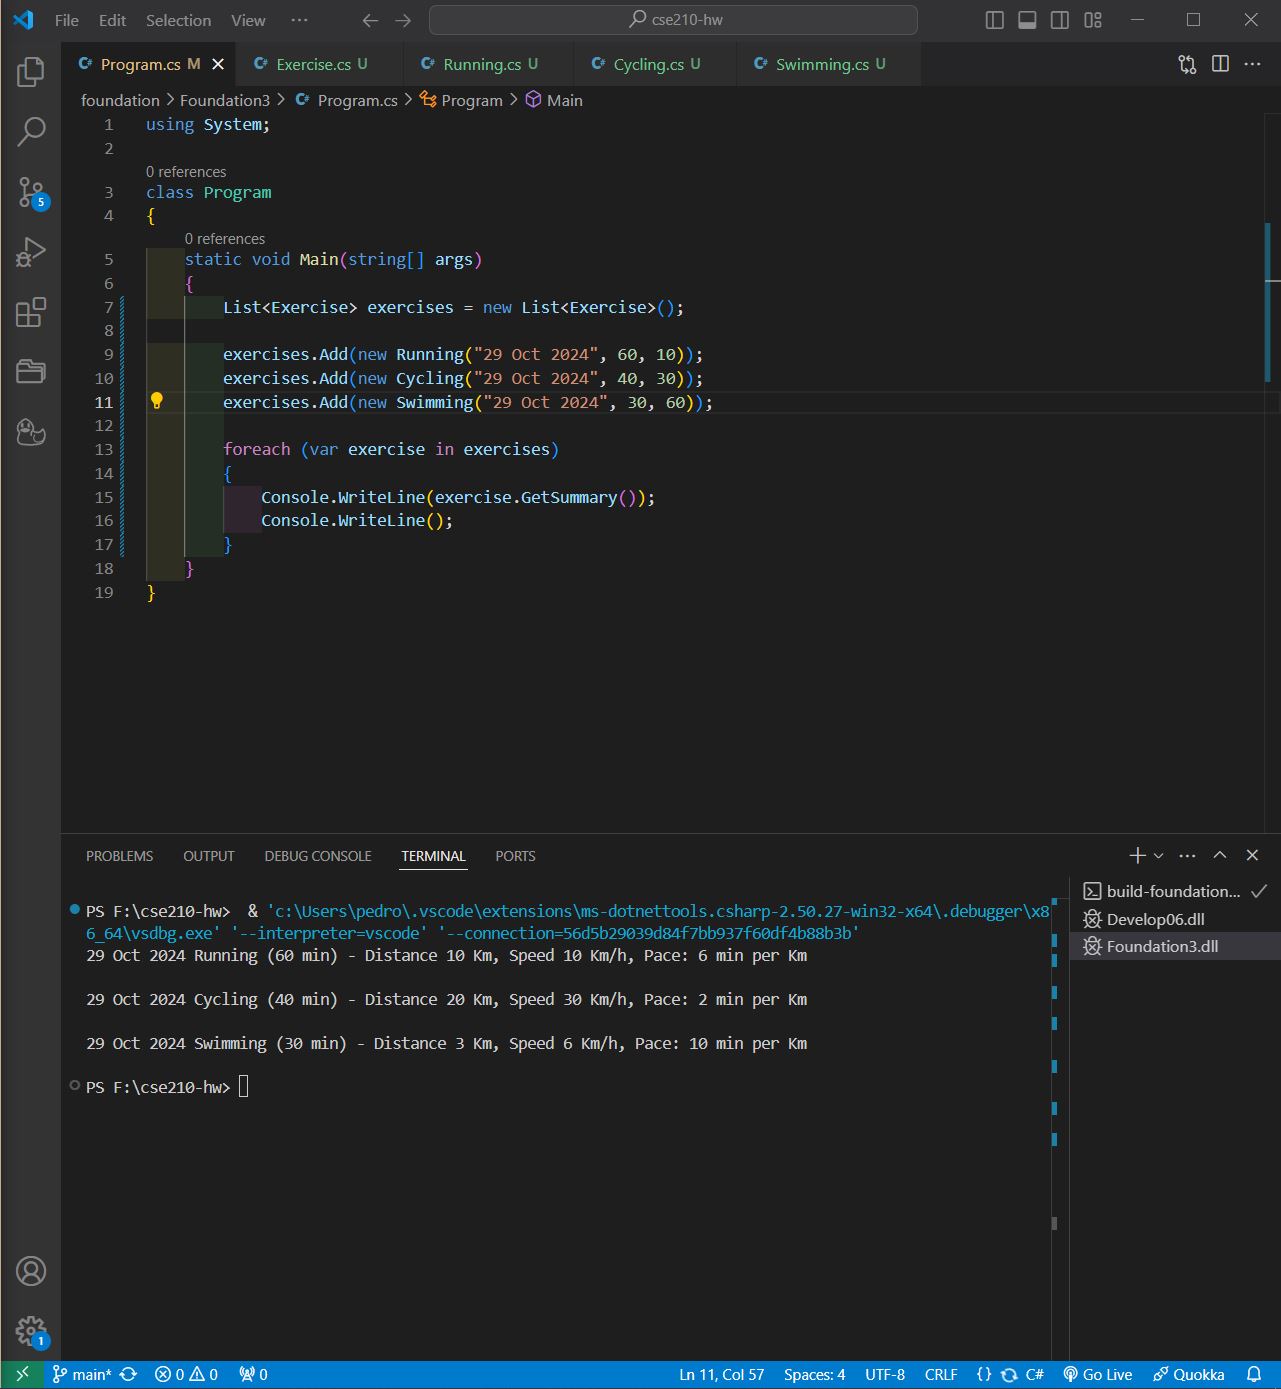 File Edit Selection View ··· cse210-hw
Program.cs M Exercise.cs U Running.cs U Cycling.cs U Swimming.cs U
foundation > Foundation3 > Program.cs > Program > Main
1 using System;
2
0 references
3 class Program
4 {
0 references
5 static void Main(string[] args)
6 {
7 List<Exercise> exercises = new List<Exercise>();
8
9 exercises.Add(new Running("29 Oct 2024", 60, 10));
10 exercises.Add(new Cycling("29 Oct 2024", 40, 30));
11 exercises.Add(new Swimming("29 Oct 2024", 30, 60));
12
13 foreach (var exercise in exercises)
14 {
15 Console.WriteLine(exercise.GetSummary());
16 Console.WriteLine();
17 }
18 }
19 }
5
PROBLEMS OUTPUT DEBUG CONSOLE TERMINAL PORTS
PS F:\cse210-hw>  & 'c:\Users\pedro\.vscode\extensions\ms-dotnettools.csharp-2.50.27-win32-x64\.debugger\x8
6_64\vsdbg.exe' '--interpreter=vscode' '--connection=56d5b29039d84f7bb937f60df4b88b3b'
29 Oct 2024 Running (60 min) - Distance 10 Km, Speed 10 Km/h, Pace: 6 min per Km
29 Oct 2024 Cycling (40 min) - Distance 20 Km, Speed 30 Km/h, Pace: 2 min per Km
29 Oct 2024 Swimming (30 min) - Distance 3 Km, Speed 6 Km/h, Pace: 10 min per Km
PS F:\cse210-hw>
build-foundation...
Develop06.dll
Foundation3.dll
1
main* 0 0 0 Ln 11, Col 57 Spaces: 4 UTF-8 CRLF {} C# Go Live Quokka